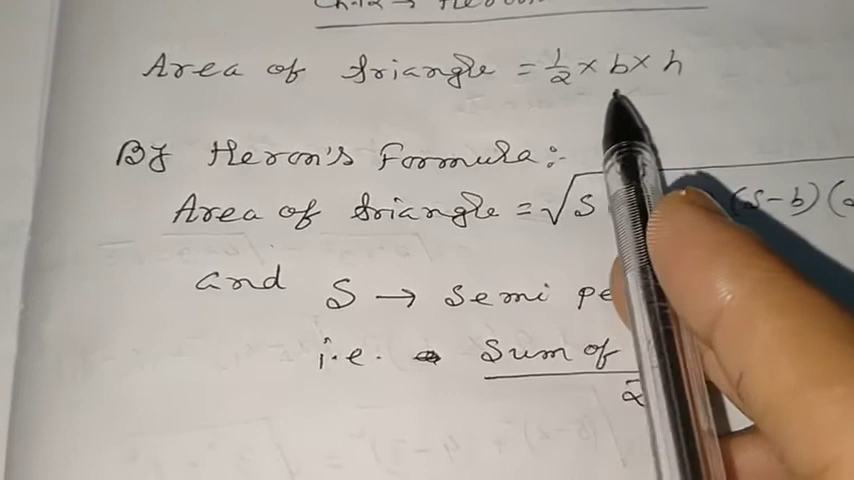 Area of triangle = 1/2 × b × h
By Heron's Formula :-
Area of triangle = √S (s-b)(
and S → Semi pe
i.e. Sum of
2